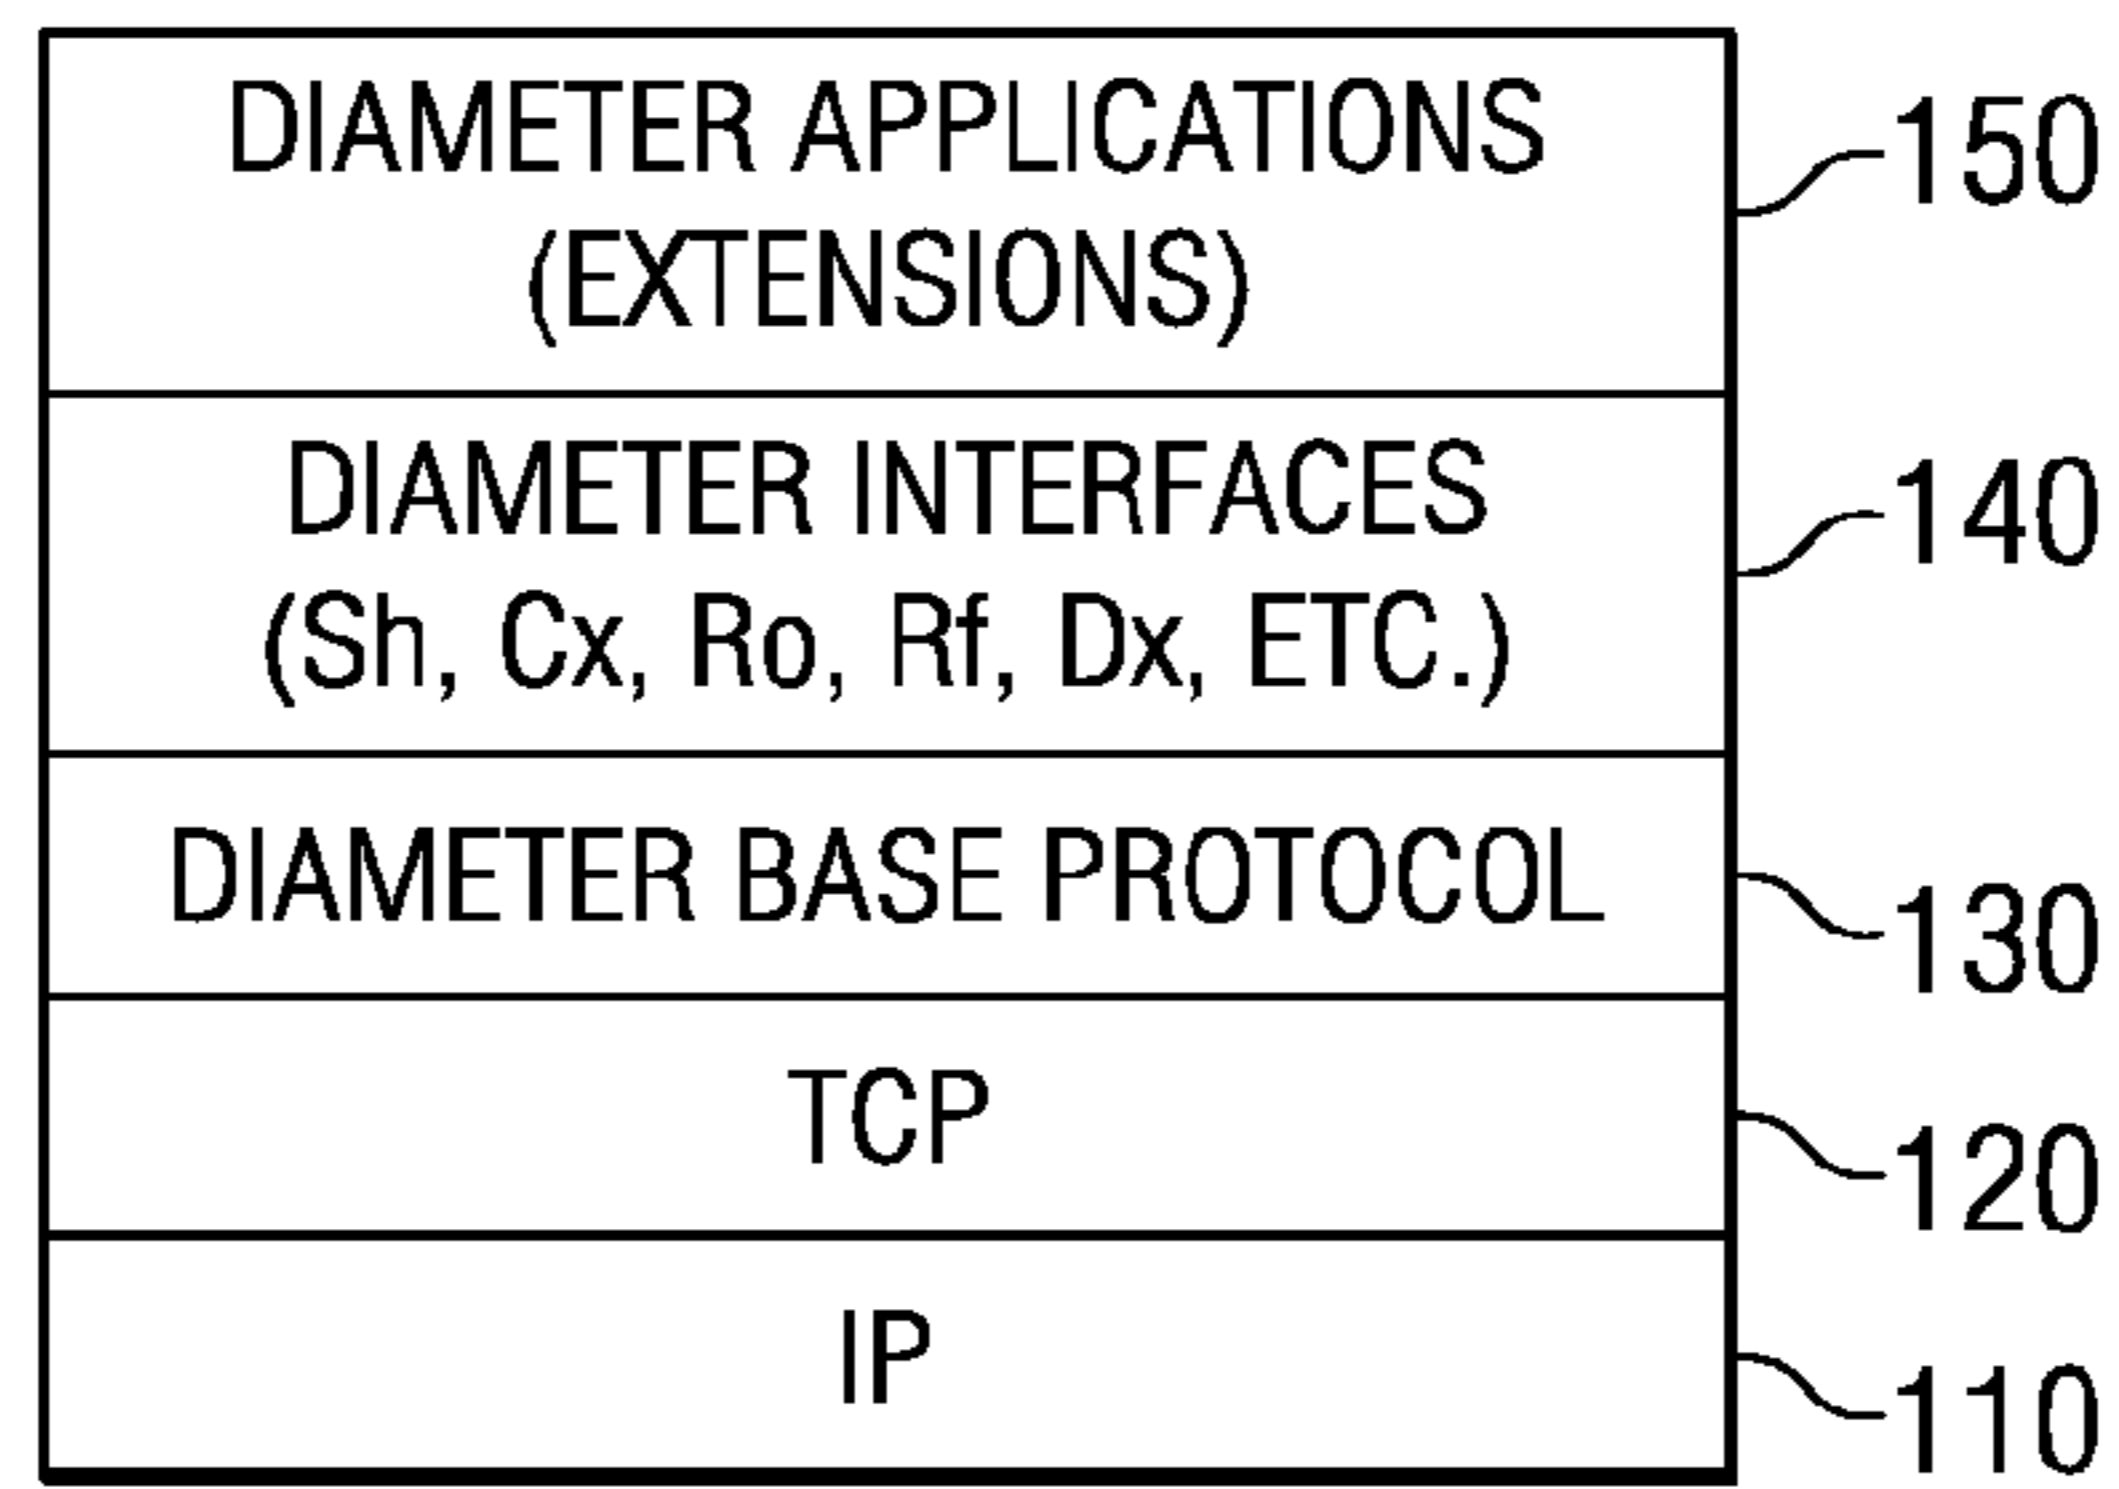 DIAMETER APPLICATIONS
(EXTENSIONS)
150
DIAMETER INTERFACES
(Sh, Cx, Ro, Rf, Dx, ETC.)
140
DIAMETER BASE PROTOCOL
130
TCP
120
IP
110